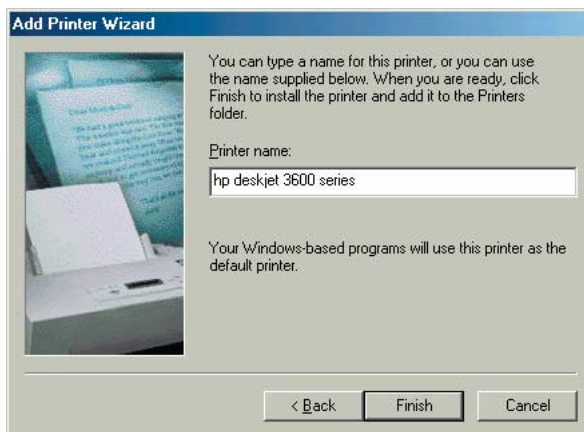 Add Printer Wizard
You can type a name for this printer, or you can use
the name supplied below. When you are ready, click
Finish to install the printer and add it to the Printers
folder.
Printer name:
hp deskjet 3600 series
Your Windows-based programs will use this printer as the
default printer.
< Back
Finish
Cancel